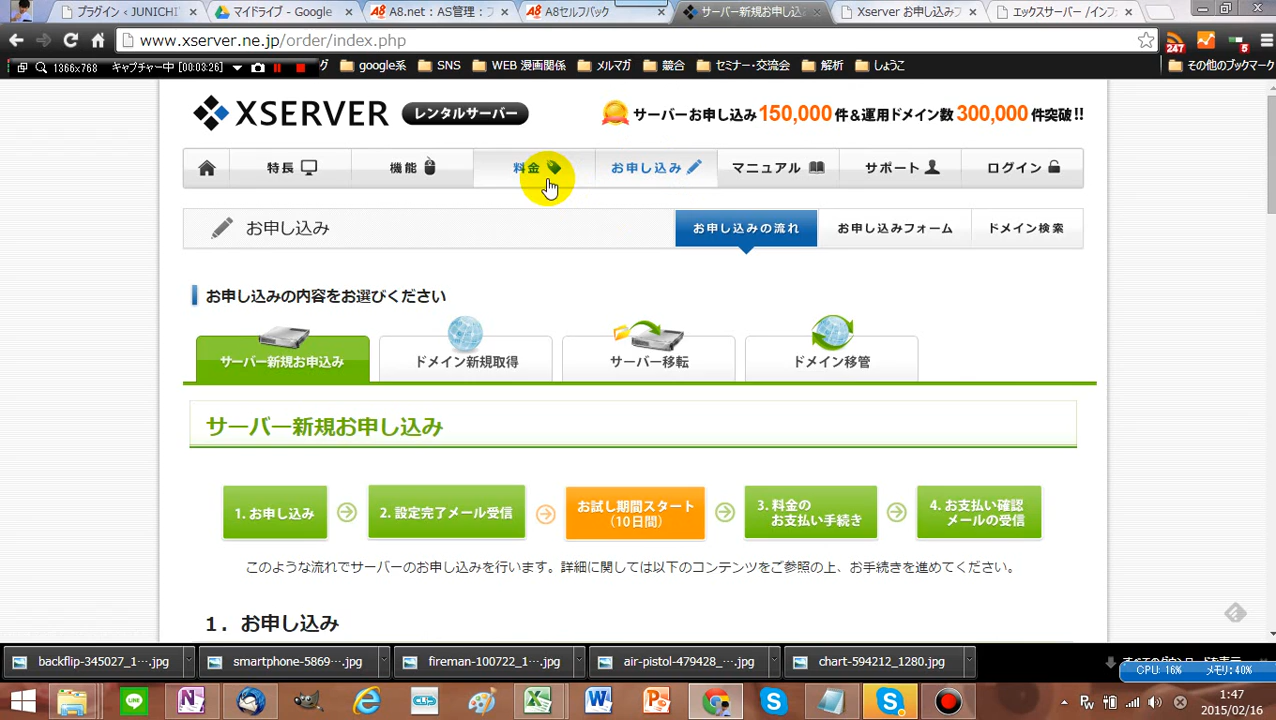 プラグイン ‹ JUNICHI
マイドライブ - Google
A8.net：AS管理：フ
A8セルフバック
サーバー新規お申し込
Xserver お申し込みフ
エックスサーバー /インフ
www.xserver.ne.jp/order/index.php
247
5
1366x768 キャプチャー中 [00:03:26]
google系 SNS WEB 漫画関係 メルマガ 競合 セミナー・交流会 解析 しょうこ その他のブックマーク
XSERVER レンタルサーバー
サーバーお申し込み150,000件&運用ドメイン数300,000件突破!!
特長 機能 料金 お申し込み マニュアル サポート ログイン
お申し込み
お申し込みの流れ お申し込みフォーム ドメイン検索
お申し込みの内容をお選びください
サーバー新規お申込み ドメイン新規取得 サーバー移転 ドメイン移管
サーバー新規お申し込み
1. お申し込み
2. 設定完了メール受信
お試し期間スタート
（10日間）
3. 料金の
お支払い手続き
4. お支払い確認
メールの受信
このような流れでサーバーのお申し込みを行います。詳細に関しては以下のコンテンツをご参照の上、お手続きを進めてください。
1. お申し込み
backflip-345027_1....jpg
smartphone-5869....jpg
fireman-100722_1....jpg
air-pistol-479428_....jpg
chart-594212_1280.jpg
CPU: 16% メモリ: 40%
LINE
CLIP
1:47
2015/02/16